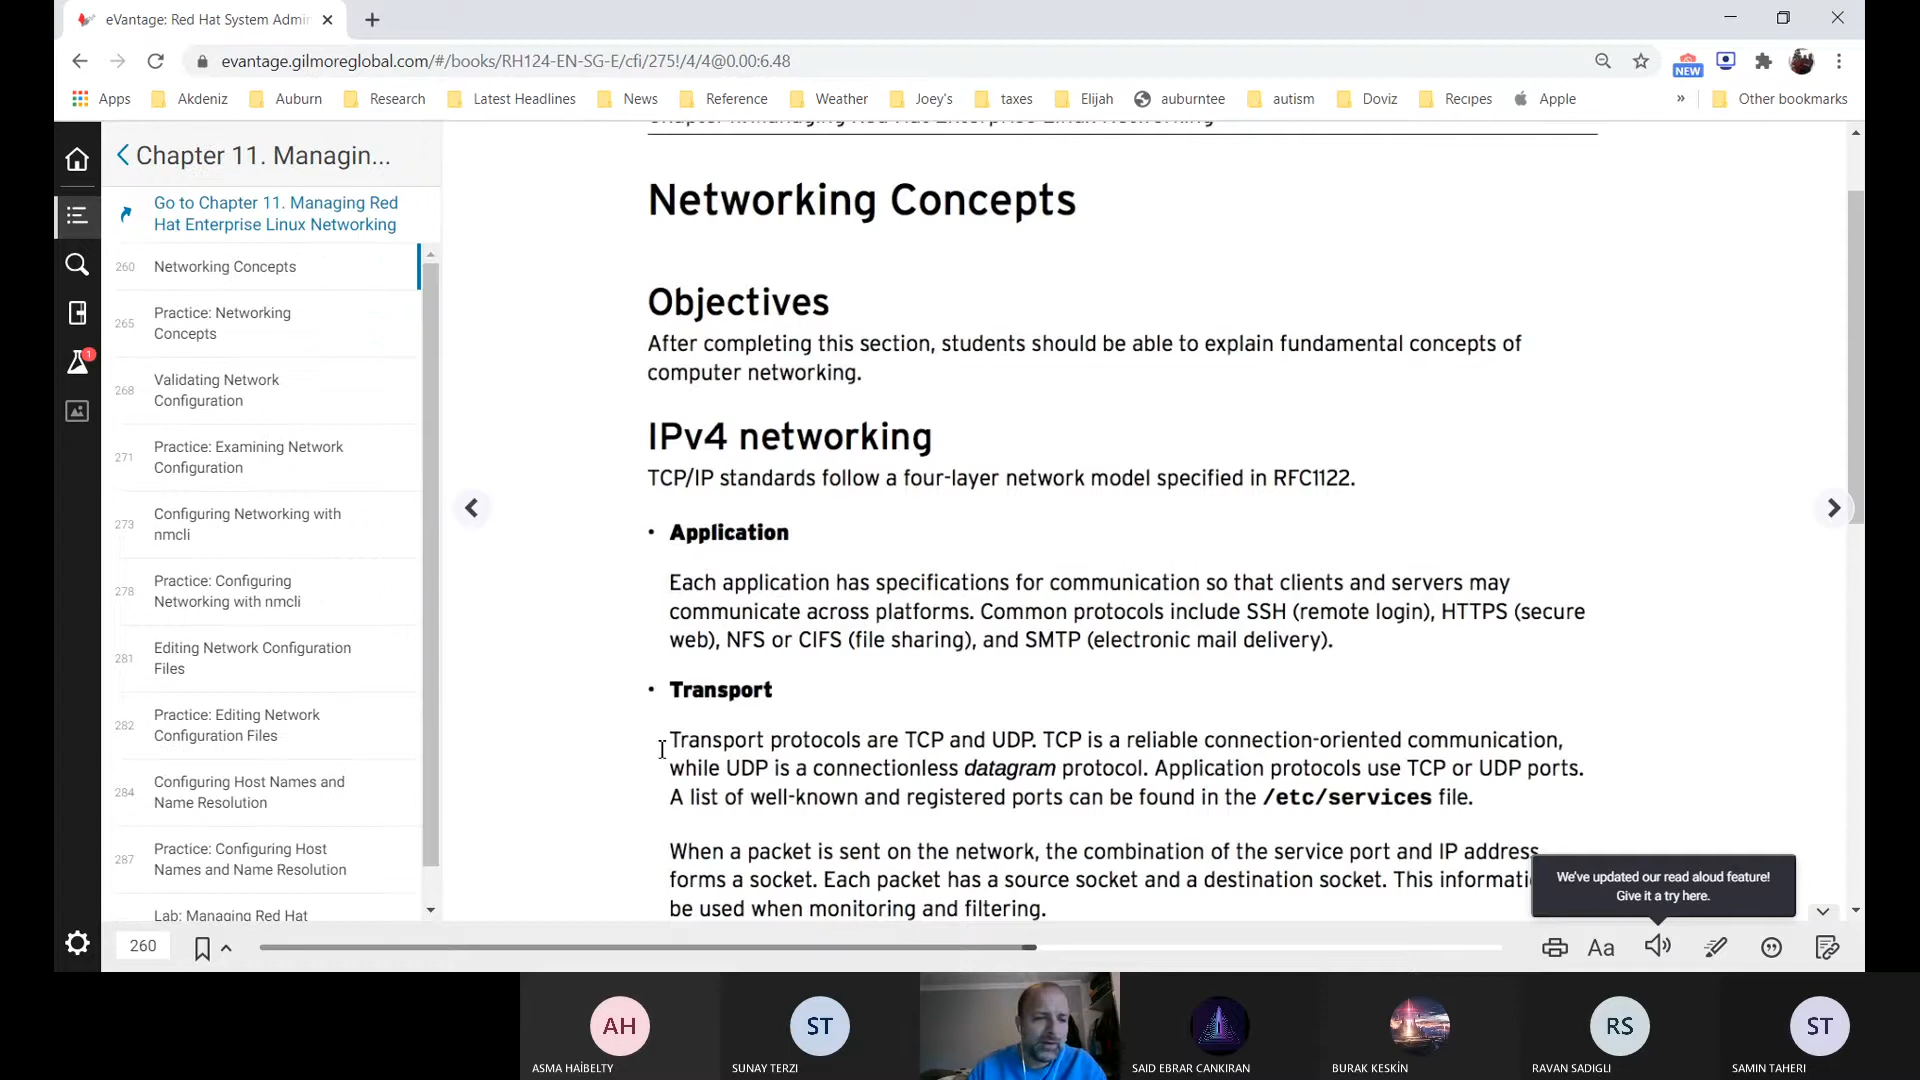 eVantage: Red Hat System Admi
evantage.gilmoreglobal.com/#/books/RH124-EN-SG-E/cfi/275!/4/4@0.00:6.48
NEW
Apps
Akdeniz
Auburn
Research
Latest Headlines
News
Reference
Weather
Joey's
taxes
Elijah
auburntee
autism
Doviz
Recipes
Apple
»
Other bookmarks
Chapter 11. Managin...
Go to Chapter 11. Managing Red
Hat Enterprise Linux Networking
260 Networking Concepts
265 Practice: Networking
Concepts
268 Validating Network
Configuration
271 Practice: Examining Network
Configuration
273 Configuring Networking with
nmcli
278 Practice: Configuring
Networking with nmcli
281 Editing Network Configuration
Files
282 Practice: Editing Network
Configuration Files
284 Configuring Host Names and
Name Resolution
287 Practice: Configuring Host
Names and Name Resolution
Lab: Managing Red Hat
1
Chapter 11. Managing Red Hat Enterprise Linux Networking
Networking Concepts
Objectives
After completing this section, students should be able to explain fundamental concepts of
computer networking.
IPv4 networking
TCP/IP standards follow a four-layer network model specified in RFC1122.
• Application
Each application has specifications for communication so that clients and servers may
communicate across platforms. Common protocols include SSH (remote login), HTTPS (secure
web), NFS or CIFS (file sharing), and SMTP (electronic mail delivery).
• Transport
Transport protocols are TCP and UDP. TCP is a reliable connection-oriented communication,
while UDP is a connectionless datagram protocol. Application protocols use TCP or UDP ports.
A list of well-known and registered ports can be found in the /etc/services file.
When a packet is sent on the network, the combination of the service port and IP address
forms a socket. Each packet has a source socket and a destination socket. This informati
be used when monitoring and filtering.
We've updated our read aloud feature!
Give it a try here.
260
Aa
AH
ASMA HAİBELTY
ST
SUNAY TERZI
SAID EBRAR CANKIRAN
BURAK KESKİN
RS
RAVAN SADIGLI
ST
SAMIN TAHERI